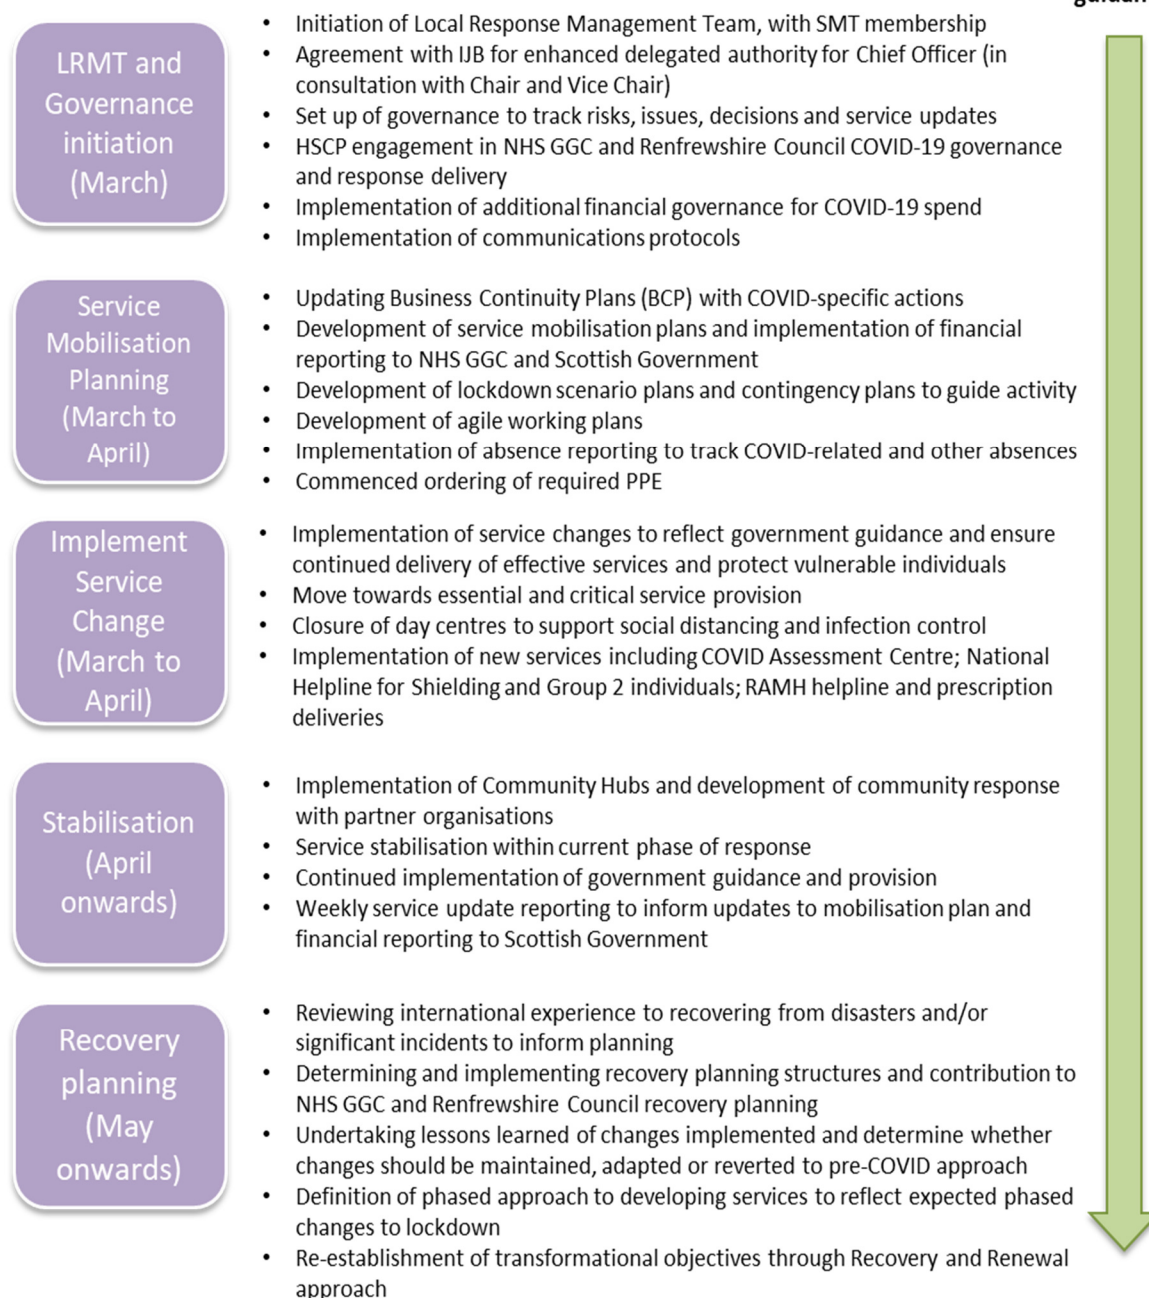 guidan
LRMT and
Governance
initiation
(March)
• Initiation of Local Response Management Team, with SMT membership
• Agreement with IJB for enhanced delegated authority for Chief Officer (in
consultation with Chair and Vice Chair)
• Set up of governance to track risks, issues, decisions and service updates
• HSCP engagement in NHS GGC and Renfrewshire Council COVID-19 governance
and response delivery
• Implementation of additional financial governance for COVID-19 spend
• Implementation of communications protocols
Service
Mobilisation
Planning
(March to
April)
• Updating Business Continuity Plans (BCP) with COVID-specific actions
• Development of service mobilisation plans and implementation of financial
reporting to NHS GGC and Scottish Government
• Development of lockdown scenario plans and contingency plans to guide activity
• Development of agile working plans
• Implementation of absence reporting to track COVID-related and other absences
• Commenced ordering of required PPE
Implement
Service
Change
(March to
April)
• Implementation of service changes to reflect government guidance and ensure
continued delivery of effective services and protect vulnerable individuals
• Move towards essential and critical service provision
• Closure of day centres to support social distancing and infection control
• Implementation of new services including COVID Assessment Centre; National
Helpline for Shielding and Group 2 individuals; RAMH helpline and prescription
deliveries
Stabilisation
(April
onwards)
• Implementation of Community Hubs and development of community response
with partner organisations
• Service stabilisation within current phase of response
• Continued implementation of government guidance and provision
• Weekly service update reporting to inform updates to mobilisation plan and
financial reporting to Scottish Government
Recovery
planning
(May
onwards)
• Reviewing international experience to recovering from disasters and/or
significant incidents to inform planning
• Determining and implementing recovery planning structures and contribution to
NHS GGC and Renfrewshire Council recovery planning
• Undertaking lessons learned of changes implemented and determine whether
changes should be maintained, adapted or reverted to pre-COVID approach
• Definition of phased approach to developing services to reflect expected phased
changes to lockdown
• Re-establishment of transformational objectives through Recovery and Renewal
approach